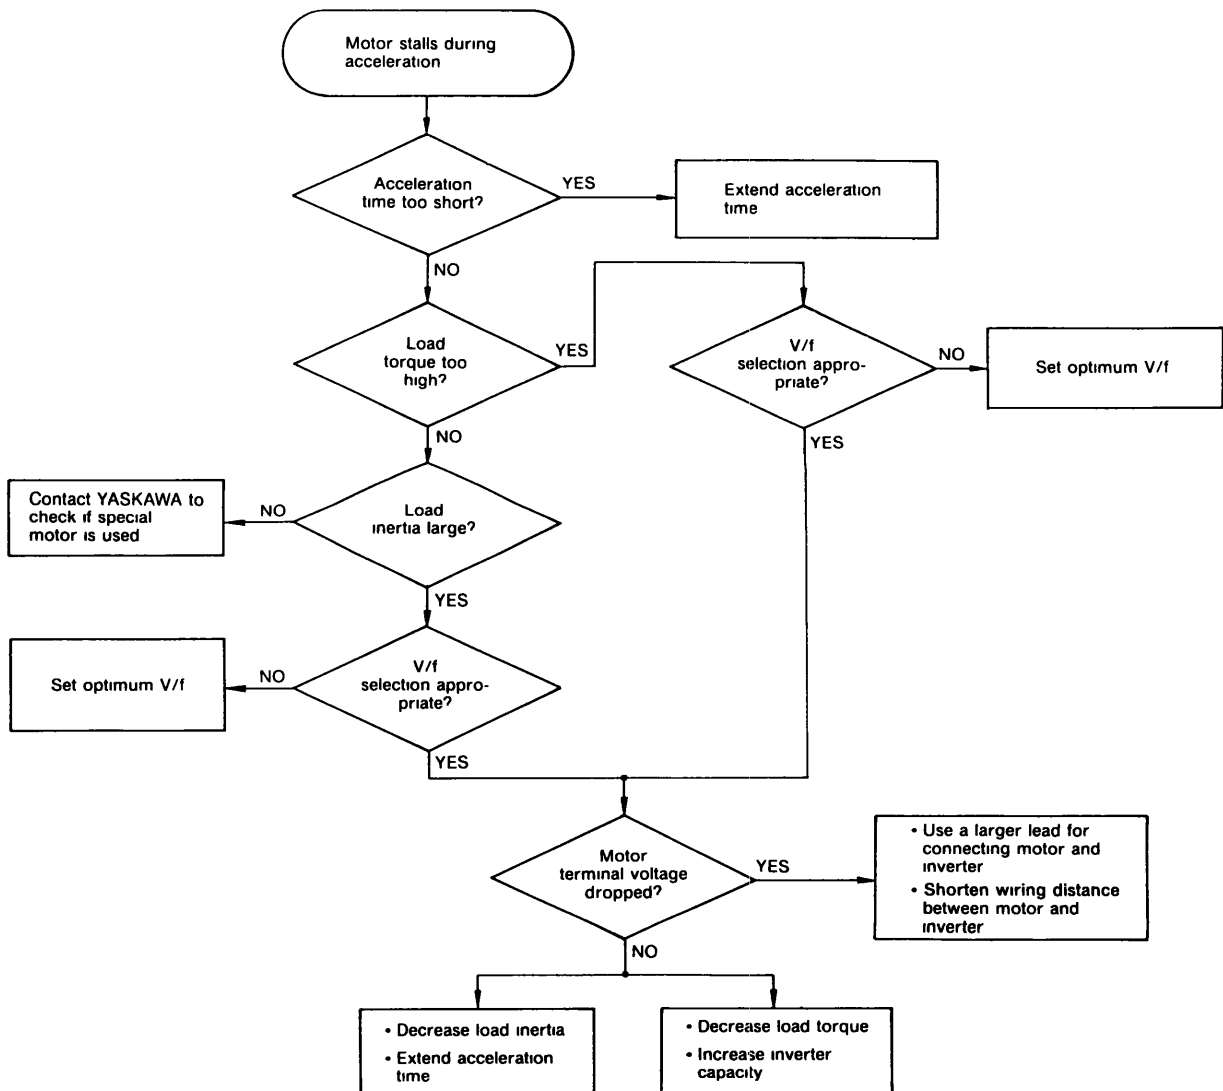 Motor stalls during
acceleration
Acceleration
time too short?
YES
Extend acceleration
time
NO
Load
torque too
high?
YES
V/f
selection appro-
priate?
NO
Set optimum V/f
NO
YES
Contact YASKAWA to
check if special
motor is used
NO
Load
inertia large?
YES
Set optimum V/f
NO
V/f
selection appro-
priate?
YES
Motor
terminal voltage
dropped?
YES
• Use a larger lead for
connecting motor and
inverter
• Shorten wiring distance
between motor and
inverter
NO
• Decrease load inertia
• Extend acceleration
time
• Decrease load torque
• Increase inverter
capacity